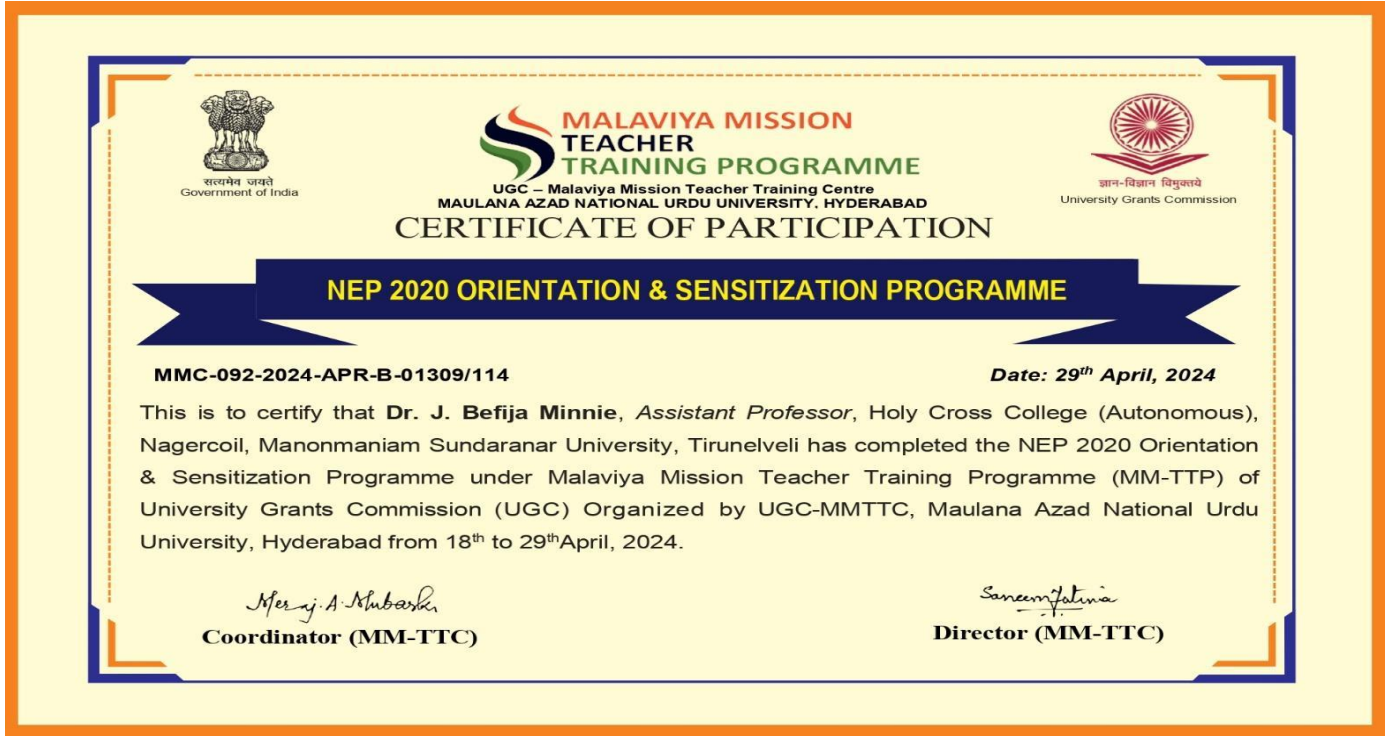 MALAVIYA MISSION
TEACHER
TRAINING PROGRAMME
सत्यमेव जयते
Government of India
UGC – Malaviya Mission Teacher Training Centre
MAULANA AZAD NATIONAL URDU UNIVERSITY, HYDERABAD
ज्ञान-विज्ञान विमुक्तये
University Grants Commission
CERTIFICATE OF PARTICIPATION
NEP 2020 ORIENTATION & SENSITIZATION PROGRAMME
MMC-092-2024-APR-B-01309/114
Date: 29th April, 2024
This is to certify that Dr. J. Befija Minnie, Assistant Professor, Holy Cross College (Autonomous),
Nagercoil, Manonmaniam Sundaranar University, Tirunelveli has completed the NEP 2020 Orientation
& Sensitization Programme under Malaviya Mission Teacher Training Programme (MM-TTP) of
University Grants Commission (UGC) Organized by UGC-MMTTC, Maulana Azad National Urdu
University, Hyderabad from 18th to 29thApril, 2024.
Meraj. A.
Coordinator (MM-TTC)
Director (MM-TTC)